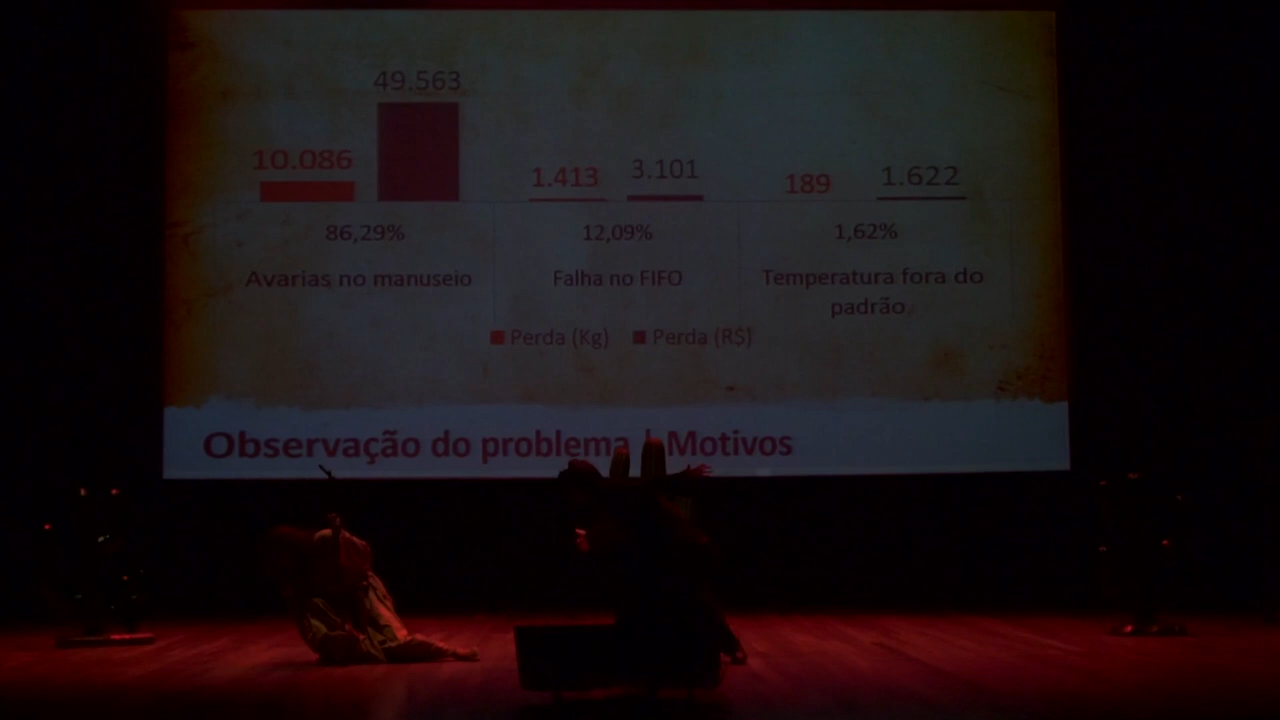 49.563
10.086
1.413
3.101
189
1.622
86,29%
12,09%
1,62%
Avarias no manuseio
Falha no FIFO
Temperatura fora do
padrão
Perda (Kg)
Perda (R$)
Observação do problema | Motivos